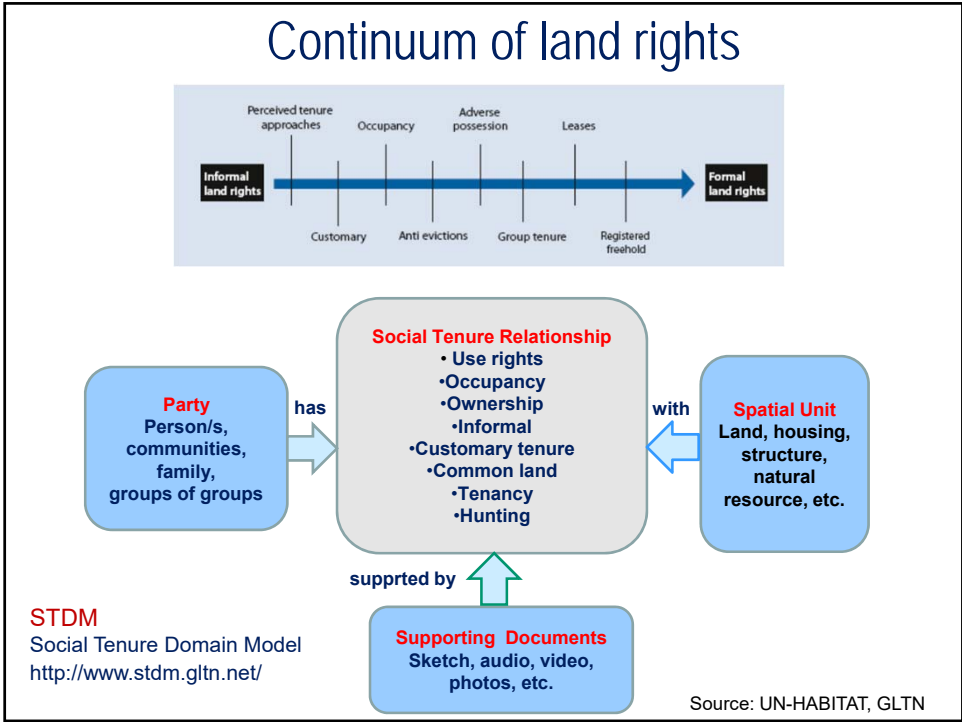 Continuum of land rights
Perceived tenure
approaches
Occupancy
Adverse
possession
Leases
Informal
land rights
Formal
land rights
Customary
Anti evictions
Group tenure
Registered
freehold
Social Tenure Relationship
• Use rights
•Occupancy
•Ownership
•Informal
•Customary tenure
•Common land
•Tenancy
•Hunting
Party
Person/s,
communities,
family,
groups of groups
has
with
Spatial Unit
Land, housing,
structure,
natural
resource, etc.
supprted by
Supporting Documents
Sketch, audio, video,
photos, etc.
STDM
Social Tenure Domain Model
http://www.stdm.gltn.net/
Source: UN-HABITAT, GLTN